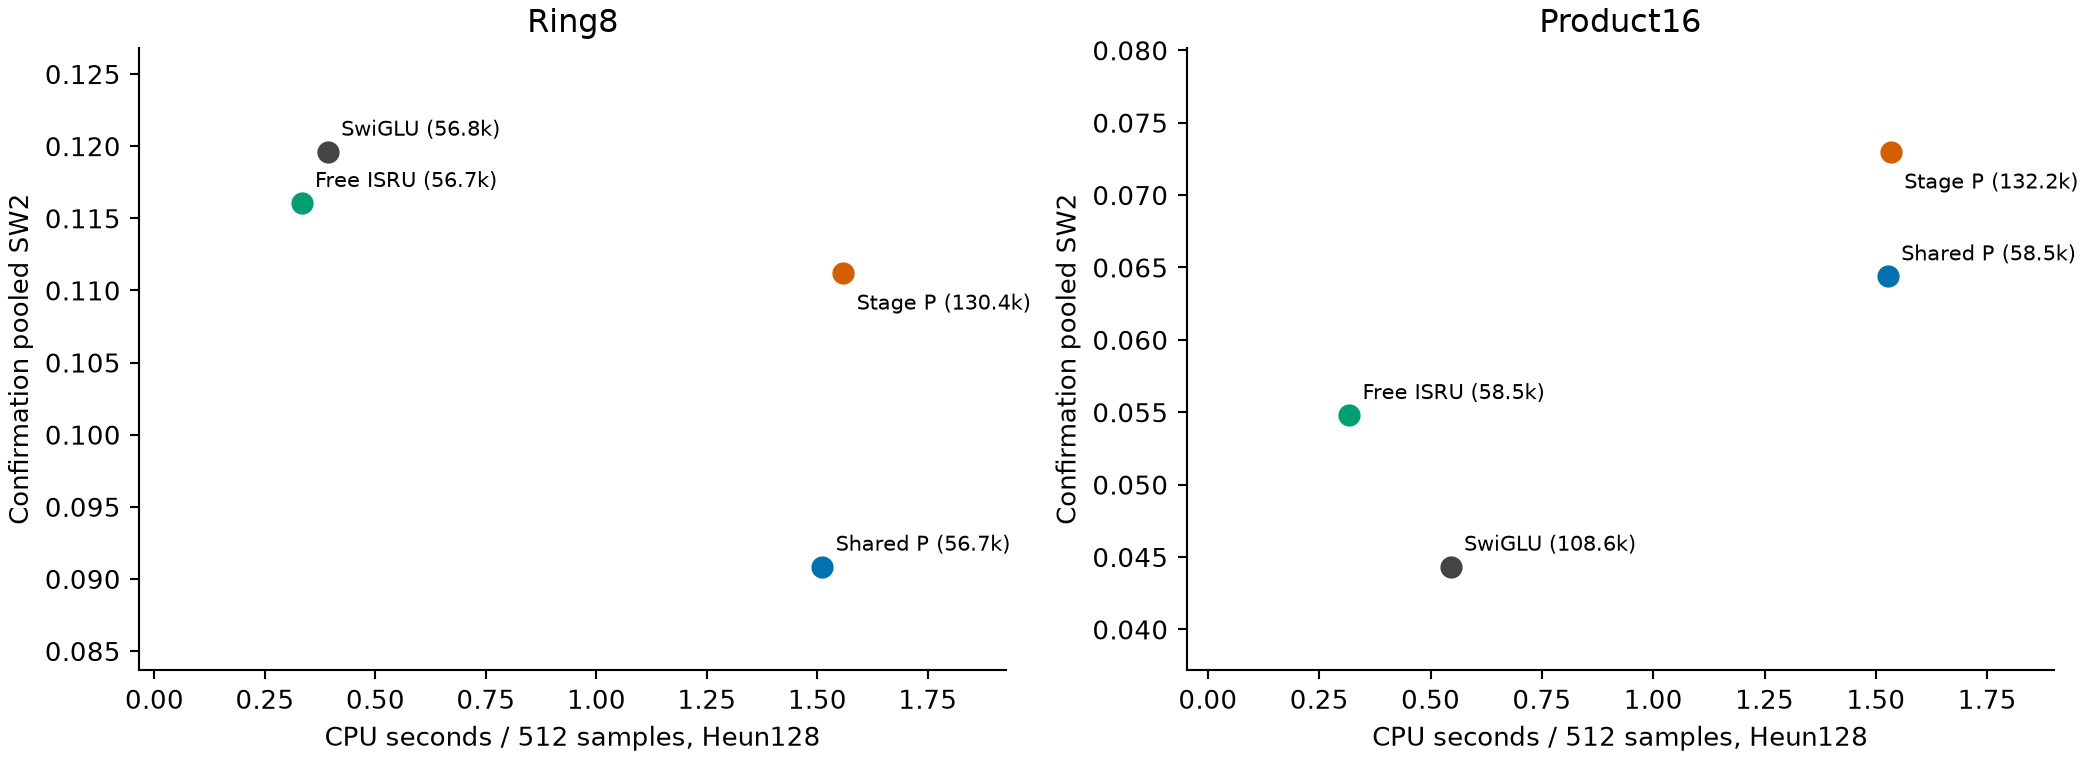 Ring8
Confirmation pooled SW2
0.125
0.120
0.115
0.110
0.105
0.100
0.095
0.090
0.085
SwiGLU (56.8k)
Free ISRU (56.7k)
Stage P (130.4k)
Shared P (56.7k)
0.00 0.25 0.50 0.75 1.00 1.25 1.50 1.75
CPU seconds / 512 samples, Heun128
Product16
Confirmation pooled SW2
0.080
0.075
0.070
0.065
0.060
0.055
0.050
0.045
0.040
Stage P (132.2k)
Shared P (58.5k)
Free ISRU (58.5k)
SwiGLU (108.6k)
0.00 0.25 0.50 0.75 1.00 1.25 1.50 1.75
CPU seconds / 512 samples, Heun128